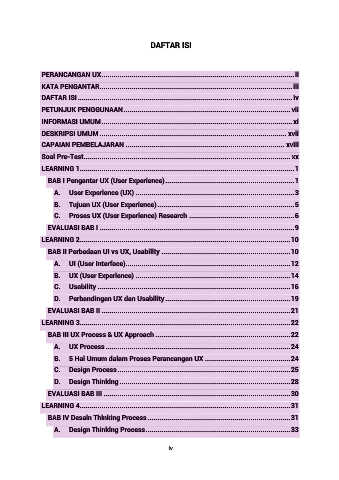 DAFTAR ISI
PERANCANGAN UX ... ii
KATA PENGANTAR ... iii
DAFTAR ISI ... iv
PETUNJUK PENGGUNAAN ... vii
INFORMASI UMUM ... xi
DESKRIPSI UMUM ... xvii
CAPAIAN PEMBELAJARAN ... xviii
Soal Pre-Test ... xx
LEARNING 1 ... 1
BAB I Pengantar UX (User Experience) ... 1
A. User Experience (UX) ... 3
B. Tujuan UX (User Experience) ... 5
C. Proses UX (User Experience) Research ... 6
EVALUASI BAB I ... 9
LEARNING 2 ... 10
BAB II Perbedaan UI vs UX, Usability ... 10
A. UI (User Interface) ... 12
B. UX (User Experience) ... 14
C. Usability ... 16
D. Perbandingan UX dan Usability ... 19
EVALUASI BAB II ... 21
LEARNING 3 ... 22
BAB III UX Process & UX Approach ... 22
A. UX Process ... 24
B. 5 Hal Umum dalam Proses Perancangan UX ... 24
C. Design Process ... 25
D. Design Thinking ... 28
EVALUASI BAB III ... 30
LEARNING 4 ... 31
BAB IV Desain Thinking Process ... 31
A. Design Thinking Process ... 33
iv